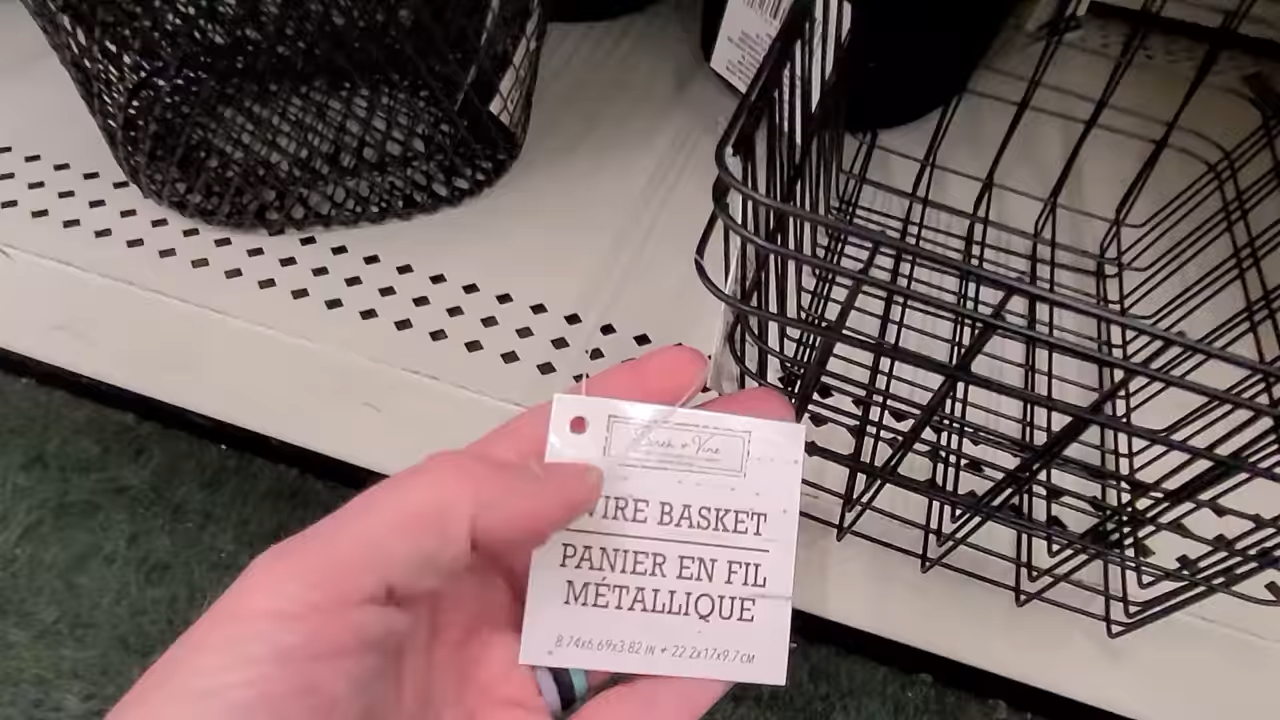 Birch + Vine
WIRE BASKET
PANIER EN FIL
MÉTALLIQUE
8.74x6.69x3.82 IN + 22.2x17x9.7 CM